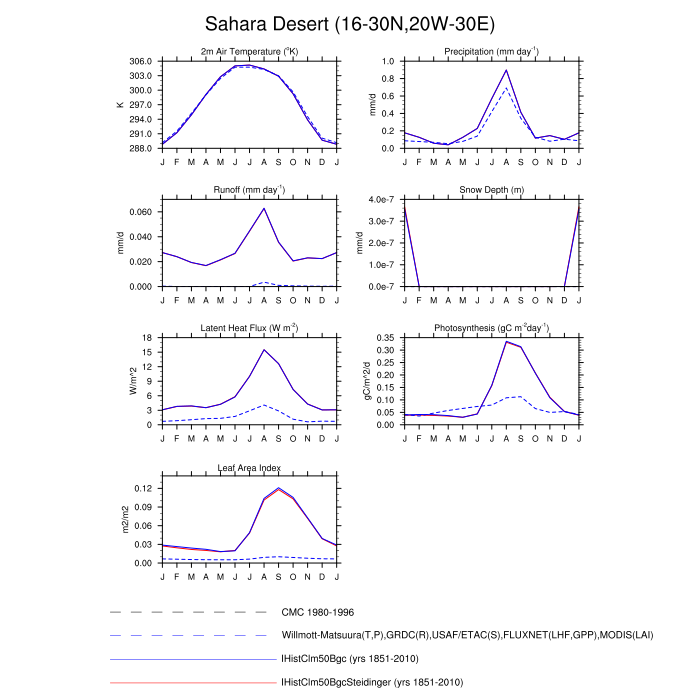 Sahara Desert (16-30N,20W-30E)
2m Air Temperature (°K)
306.0
303.0
300.0
297.0
294.0
291.0
288.0
K
J F M A M J J A S O N D J
Precipitation (mm day⁻¹)
1.0
0.8
0.6
0.4
0.2
0.0
mm/d
J F M A M J J A S O N D J
Runoff (mm day⁻¹)
0.060
0.040
0.020
0.000
mm/d
J F M A M J J A S O N D J
Snow Depth (m)
4.0e-7
3.0e-7
2.0e-7
1.0e-7
0.0e-7
mm/d
J F M A M J J A S O N D J
Latent Heat Flux (W m⁻²)
18
15
12
9
6
3
0
W/m^2
J F M A M J J A S O N D J
Photosynthesis (gC m⁻²day⁻¹)
0.35
0.30
0.25
0.20
0.15
0.10
0.05
0.00
gC/m^2/d
J F M A M J J A S O N D J
Leaf Area Index
0.12
0.09
0.06
0.03
0.00
m2/m2
J F M A M J J A S O N D J
CMC 1980-1996
Willmott-Matsuura(T,P),GRDC(R),USAF/ETAC(S),FLUXNET(LHF,GPP),MODIS(LAI)
IHistClm50Bgc (yrs 1851-2010)
IHistClm50BgcSteidinger (yrs 1851-2010)